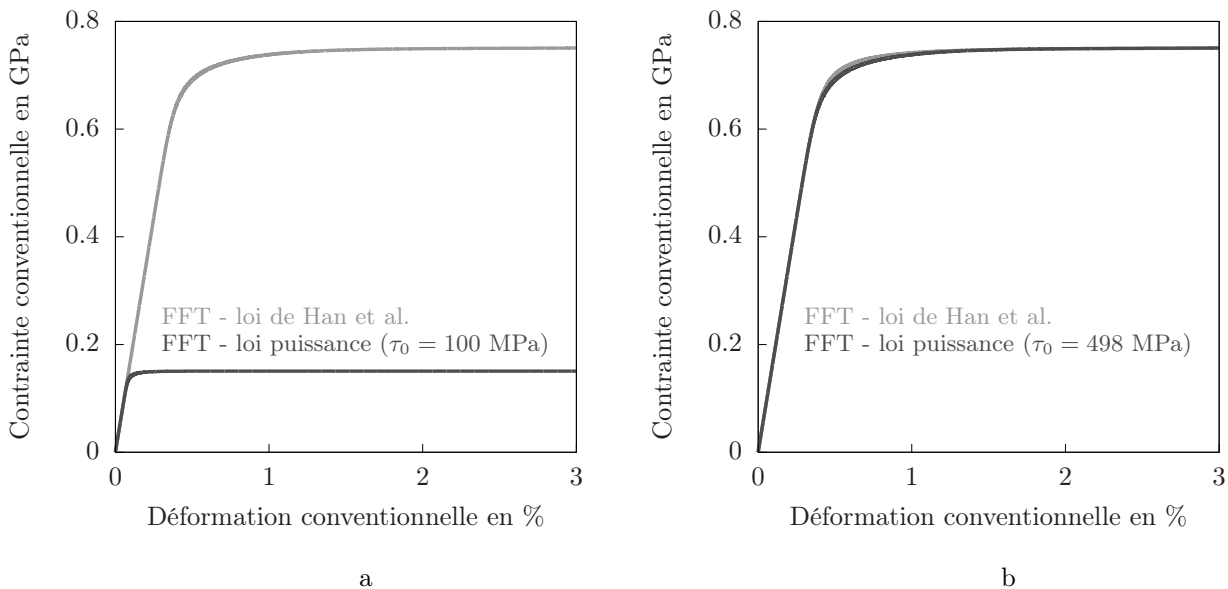 Contrainte conventionnelle en GPa
0.8
0.6
0.4
0.2
0
FFT - loi de Han et al.
FFT - loi puissance (τ₀ = 100 MPa)
0 1 2 3
Déformation conventionnelle en %
a
Contrainte conventionnelle en GPa
0.8
0.6
0.4
0.2
0
FFT - loi de Han et al.
FFT - loi puissance (τ₀ = 498 MPa)
0 1 2 3
Déformation conventionnelle en %
b